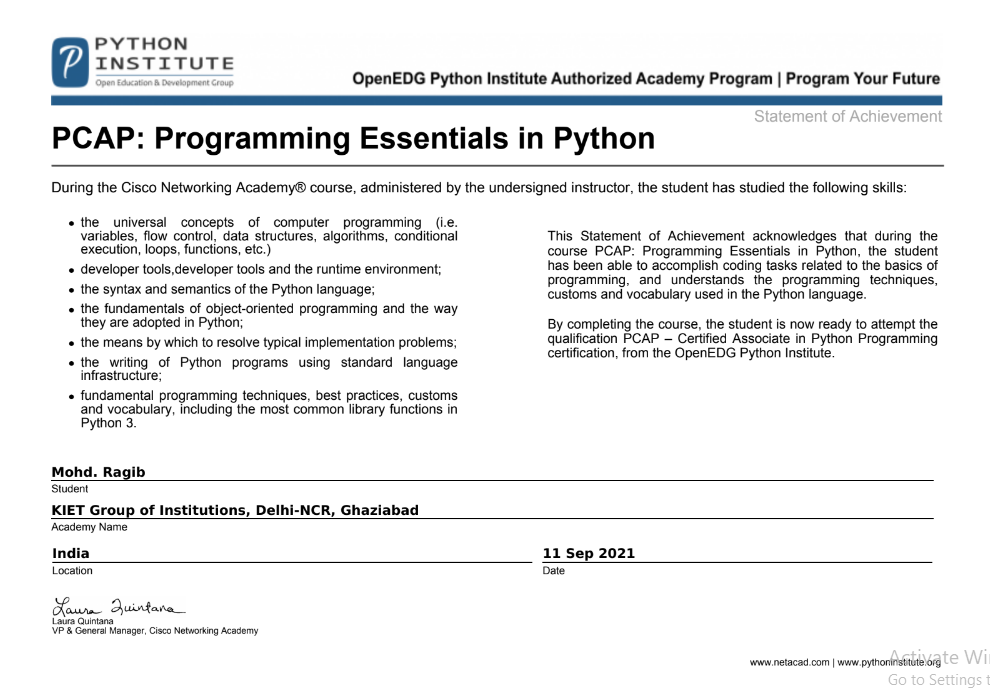 PYTHON
INSTITUTE
Open Education & Development Group
OpenEDG Python Institute Authorized Academy Program | Program Your Future
Statement of Achievement
PCAP: Programming Essentials in Python
During the Cisco Networking Academy® course, administered by the undersigned instructor, the student has studied the following skills:
• the universal concepts of computer programming (i.e.
variables, flow control, data structures, algorithms, conditional
execution, loops, functions, etc.)
• developer tools,developer tools and the runtime environment;
• the syntax and semantics of the Python language;
• the fundamentals of object-oriented programming and the way
they are adopted in Python;
• the means by which to resolve typical implementation problems;
• the writing of Python programs using standard language
infrastructure;
• fundamental programming techniques, best practices, customs
and vocabulary, including the most common library functions in
Python 3.
This Statement of Achievement acknowledges that during the
course PCAP: Programming Essentials in Python, the student
has been able to accomplish coding tasks related to the basics of
programming, and understands the programming techniques,
customs and vocabulary used in the Python language.
By completing the course, the student is now ready to attempt the
qualification PCAP – Certified Associate in Python Programming
certification, from the OpenEDG Python Institute.
Mohd. Ragib
Student
KIET Group of Institutions, Delhi-NCR, Ghaziabad
Academy Name
India
Location
11 Sep 2021
Date
Laura Quintana
Laura Quintana
VP & General Manager, Cisco Networking Academy
www.netacad.com | www.pythoninstitute.org
Activate Wi
Go to Settings t